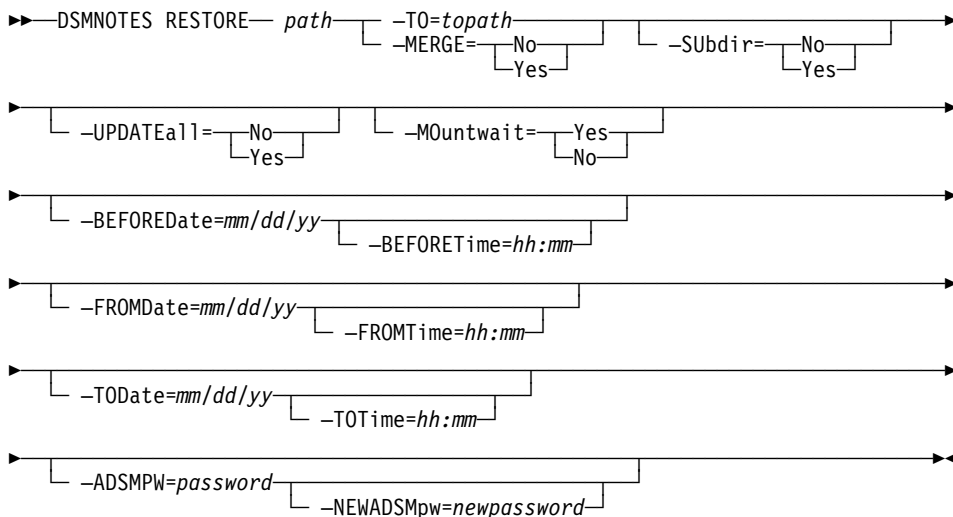 DSMNOTES RESTORE path –TO=topath
–MERGE= No –SUbdir= No
Yes Yes
–UPDATEall= No –MOuntwait= Yes
Yes No
–BEFOREDate=mm/dd/yy
–BEFORETime=hh:mm
–FROMDate=mm/dd/yy
–FROMTime=hh:mm
–TODate=mm/dd/yy
–TOTime=hh:mm
–ADSMPW=password
–NEWADSMpw=newpassword